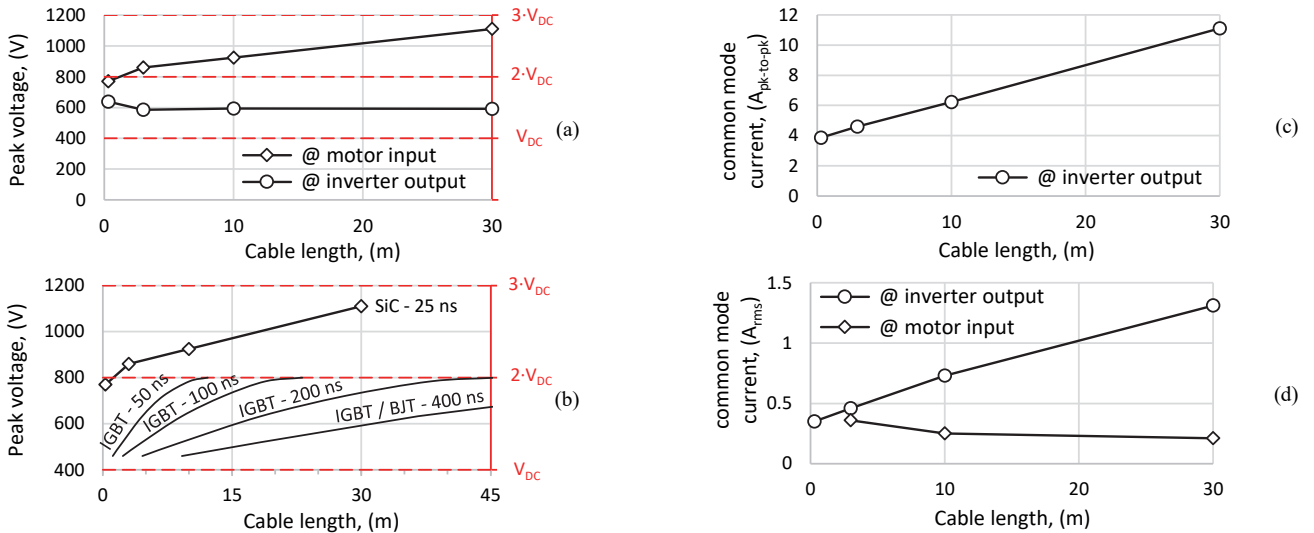 Peak voltage, (V)
1200
1000
800
600
400
200
0
3·V_DC
2·V_DC
V_DC
@ motor input
@ inverter output
0
10
20
30
Cable length, (m)
(a)
Peak voltage, (V)
1200
1000
800
600
400
3·V_DC
2·V_DC
V_DC
SiC - 25 ns
IGBT - 50 ns
IGBT - 100 ns
IGBT - 200 ns
IGBT / BJT - 400 ns
0
15
30
45
Cable length, (m)
(b)
common mode
current, (A_pk-to-pk)
12
10
8
6
4
2
0
@ inverter output
0
10
20
30
Cable length, (m)
(c)
common mode
current, (A_rms)
1.5
1
0.5
0
@ inverter output
@ motor input
0
10
20
30
Cable length, (m)
(d)